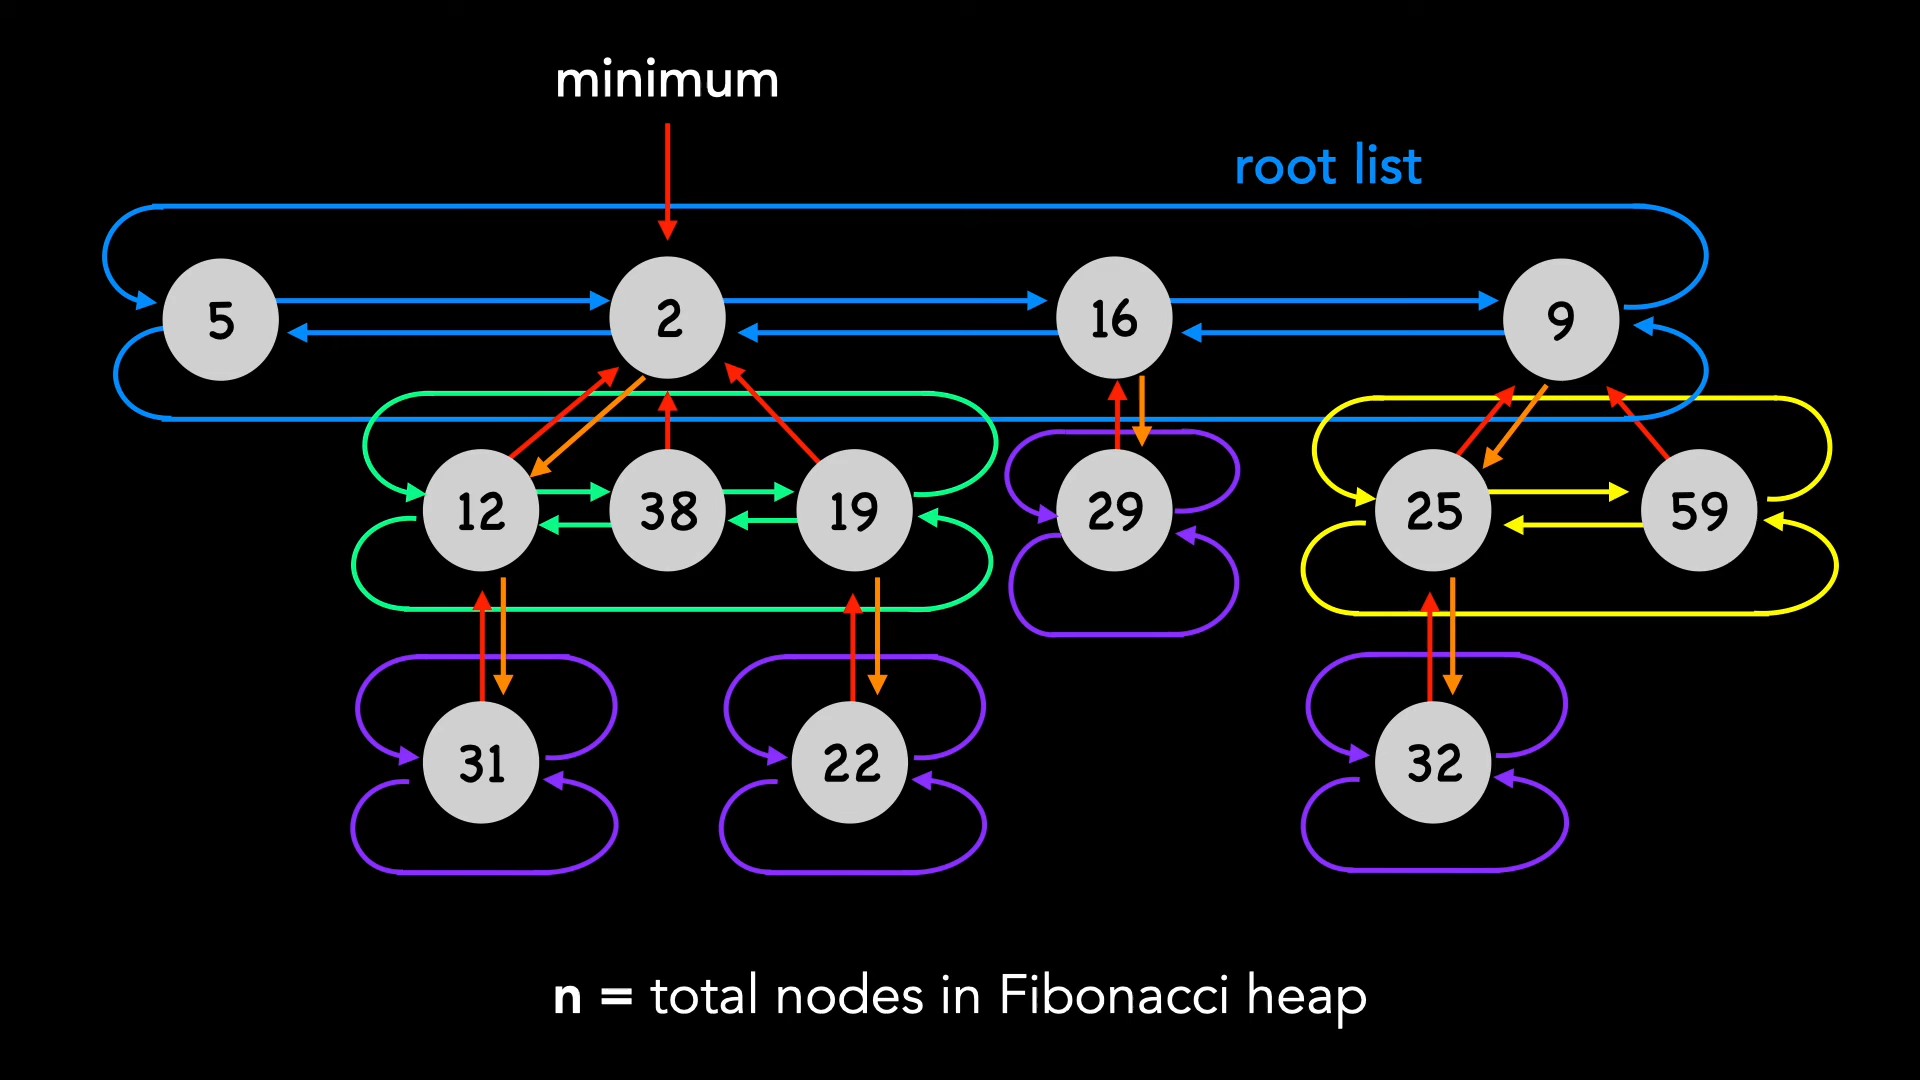 minimum
root list
5 2 16 9
12 38 19 29 25 59
31 22 32
n = total nodes in Fibonacci heap